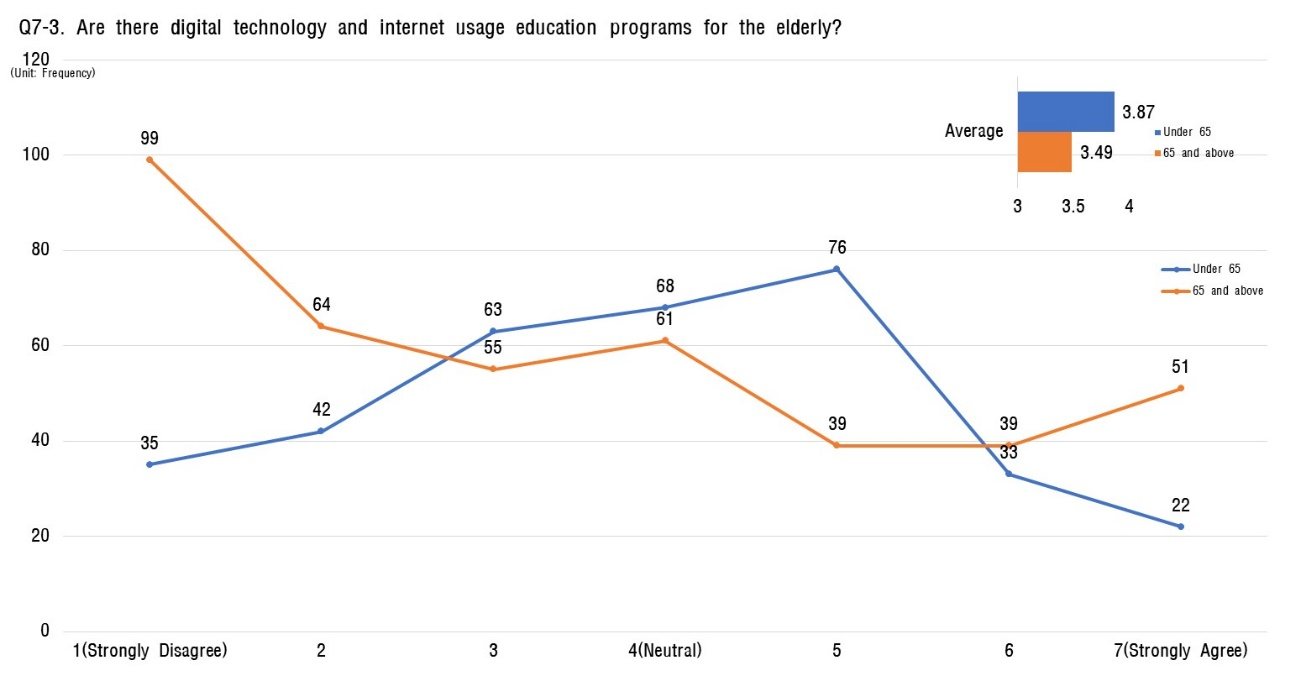 Q7-3. Are there digital technology and internet usage education programs for the elderly?
120
(Unit: Frequency)
100
80
60
40
20
0
99
64
55
61
39
39
51
35
42
63
68
76
33
22
Average
3.87
3.49
Under 65
65 and above
3 3.5 4
Under 65
65 and above
1(Strongly Disagree) 2 3 4(Neutral) 5 6 7(Strongly Agree)